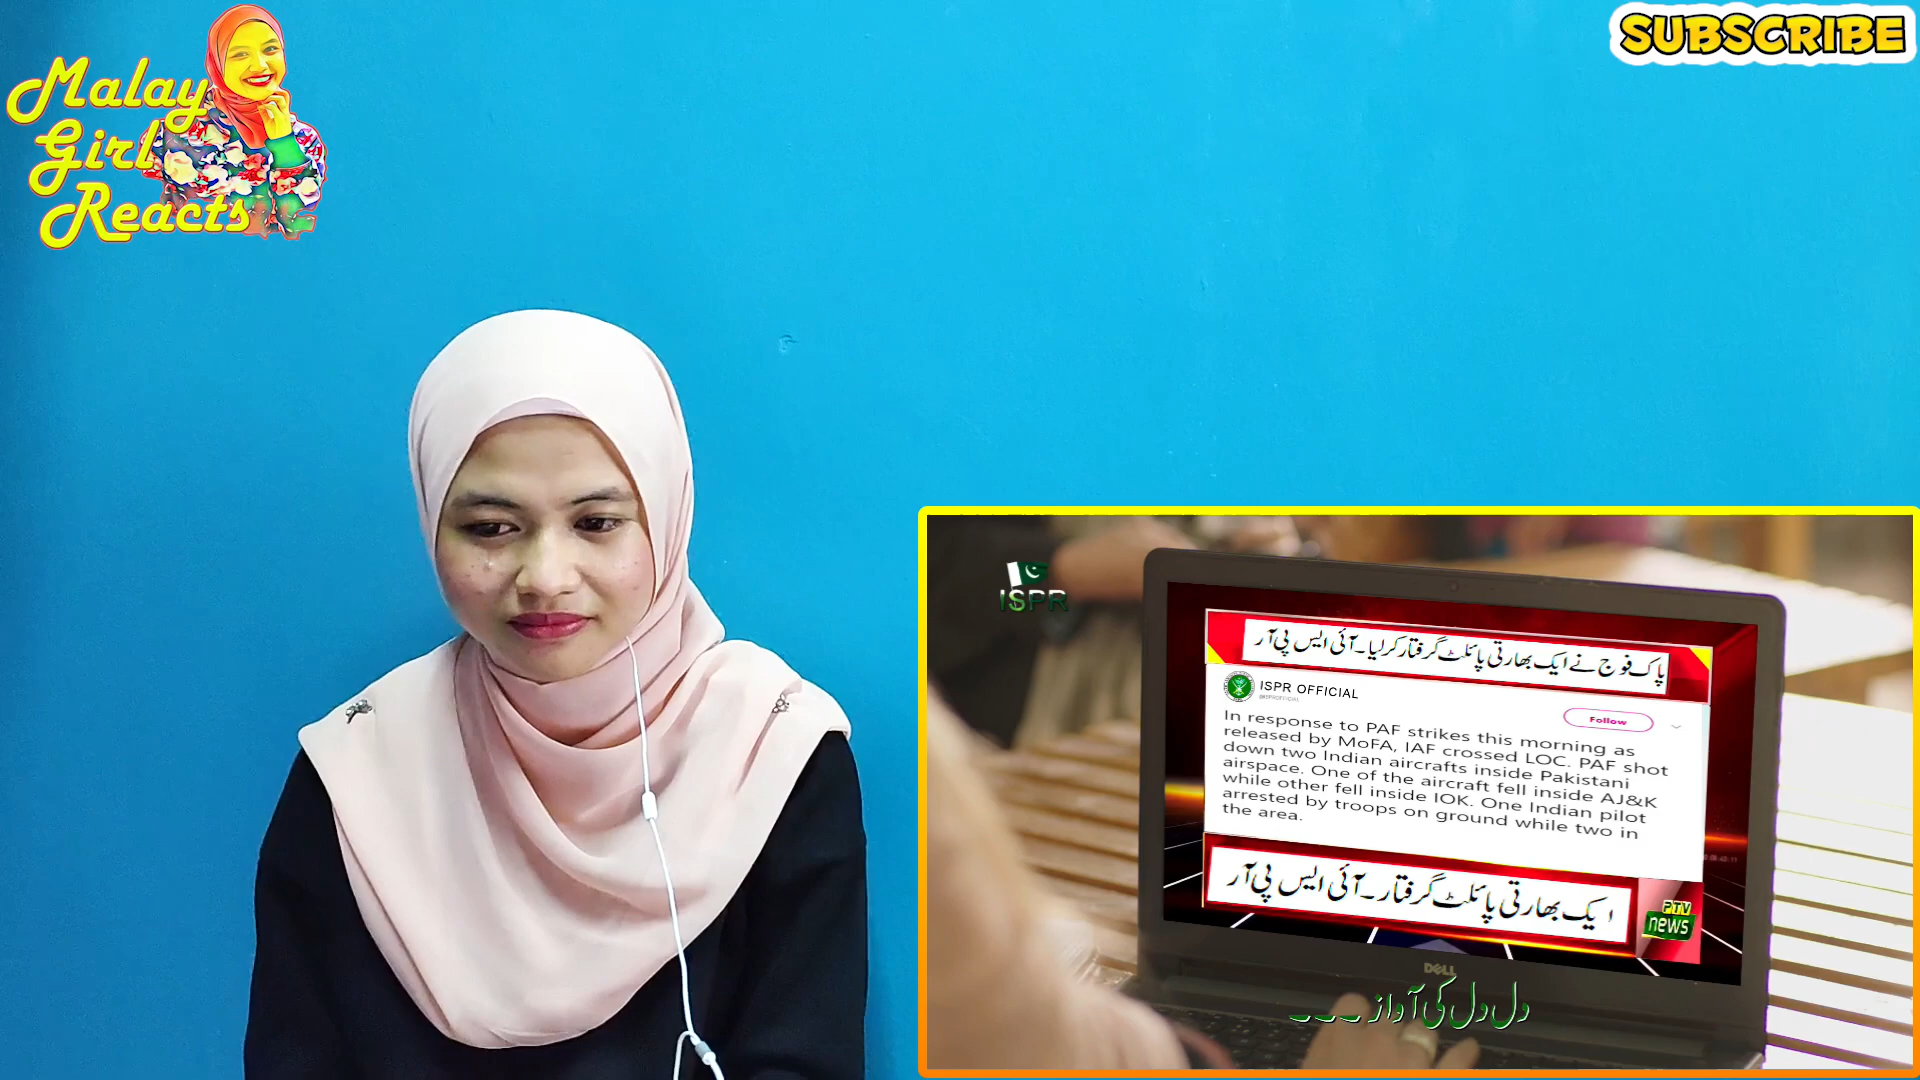 Malay
Girl
Reacts
SUBSCRIBE
ISPR
پاک فوج نے ایک بھارتی پائلٹ گرفتار کرلیا۔آئی ایس پی آر
ISPR OFFICIAL
Follow
In response to PAF strikes this morning as
released by MoFA, IAF crossed LOC. PAF shot
down two Indian aircrafts inside Pakistani
airspace. One of the aircraft fell inside AJ&K
while other fell inside IOK. One Indian pilot
arrested by troops on ground while two in
the area.
ایک بھارتی پائلٹ گرفتار۔آئی ایس پی آر
PTV
news
DELL
دل دل کی آواز ۔۔۔